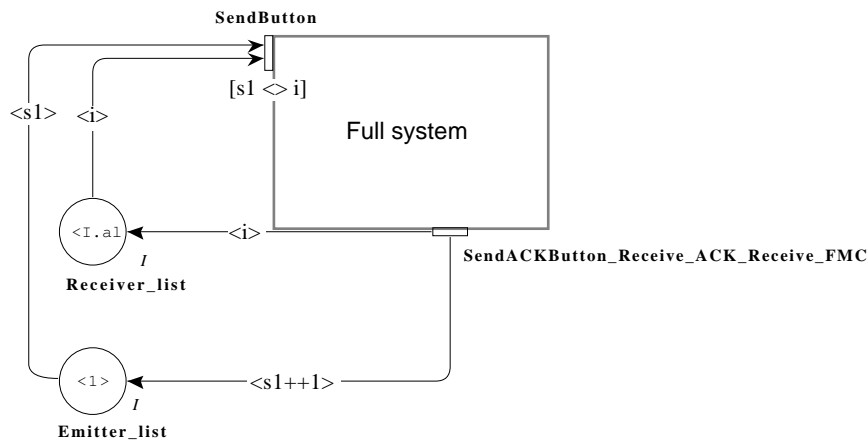 SendButton
<s1>
<i>
[s1 <> i]
Full system
<I.al
<i>
I
Receiver_list
SendACKButton_Receive_ACK_Receive_FMC
<1>
<s1++1>
I
Emitter_list